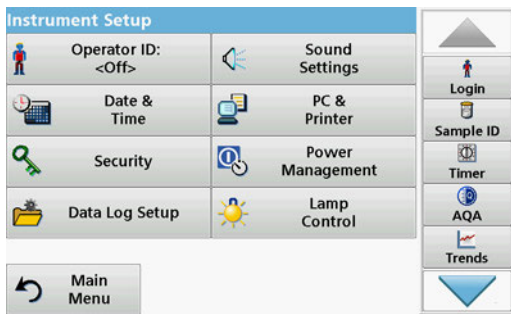 Instrument Setup
Operator ID:
<Off>
Sound
Settings
Date &
Time
PC &
Printer
Security
Power
Management
Data Log Setup
Lamp
Control
Main
Menu
Login
Sample ID
Timer
AQA
Trends